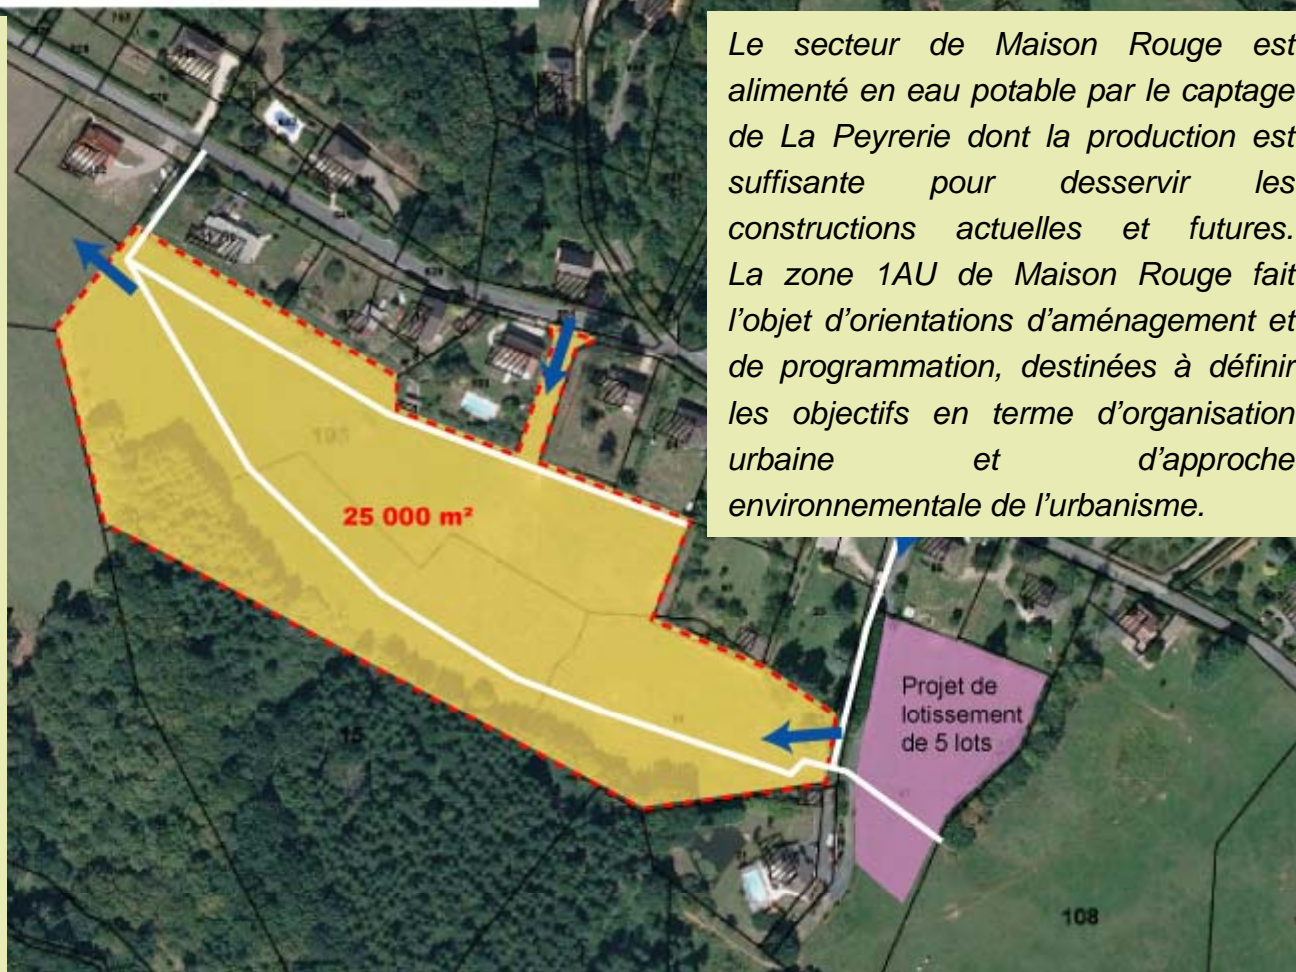 Le secteur de Maison Rouge est
alimenté en eau potable par le captage
de La Peyrerie dont la production est
suffisante pour desservir les
constructions actuelles et futures.
La zone 1AU de Maison Rouge fait
l’objet d’orientations d’aménagement et
de programmation, destinées à définir
les objectifs en terme d’organisation
urbaine et d’approche
environnementale de l’urbanisme.
25 000 m²
Projet de
lotissement
de 5 lots
15
108